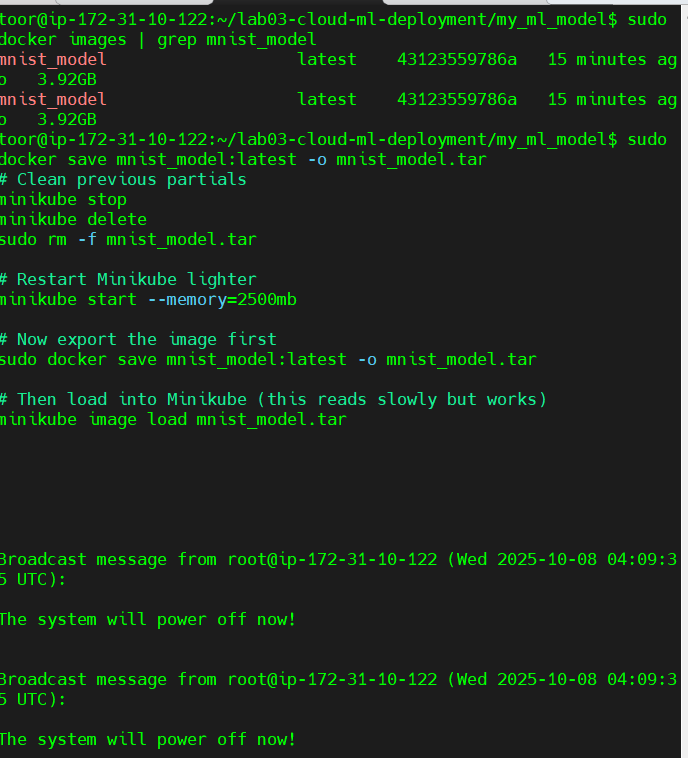 toor@ip-172-31-10-122:~/lab03-cloud-ml-deployment/my_ml_model$ sudo
docker images | grep mnist_model
mnist_model                   latest    43123559786a   15 minutes ag
o   3.92GB
mnist_model                   latest    43123559786a   15 minutes ag
o   3.92GB
toor@ip-172-31-10-122:~/lab03-cloud-ml-deployment/my_ml_model$ sudo
docker save mnist_model:latest -o mnist_model.tar
# Clean previous partials
minikube stop
minikube delete
sudo rm -f mnist_model.tar

# Restart Minikube lighter
minikube start --memory=2500mb

# Now export the image first
sudo docker save mnist_model:latest -o mnist_model.tar

# Then load into Minikube (this reads slowly but works)
minikube image load mnist_model.tar

Broadcast message from root@ip-172-31-10-122 (Wed 2025-10-08 04:09:3
5 UTC):

The system will power off now!

Broadcast message from root@ip-172-31-10-122 (Wed 2025-10-08 04:09:3
5 UTC):

The system will power off now!